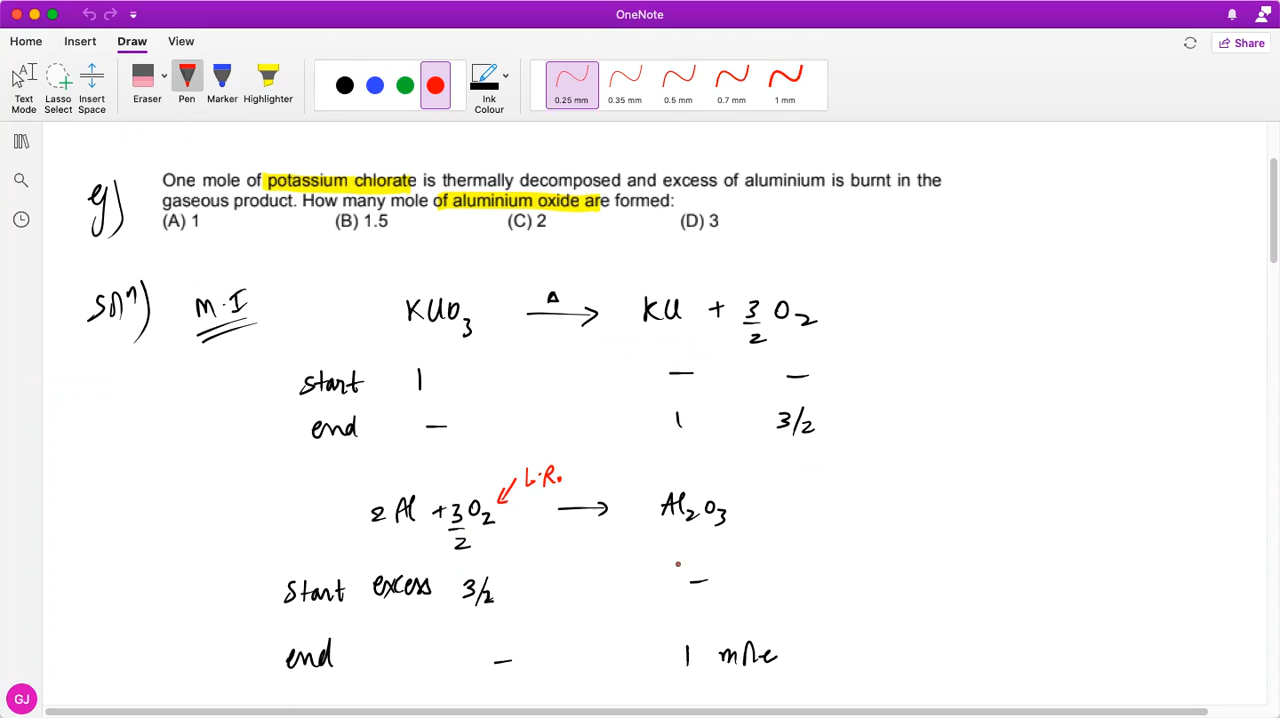 OneNote
Home Insert Draw View
Share
Text Mode
Lasso Select
Insert Space
Eraser
Pen
Marker
Highlighter
Ink Colour
0.25 mm
0.35 mm
0.5 mm
0.7 mm
1 mm
eg)
One mole of potassium chlorate is thermally decomposed and excess of aluminium is burnt in the
gaseous product. How many mole of aluminium oxide are formed:
(A) 1 (B) 1.5 (C) 2 (D) 3
Solⁿ) M·I KClO₃ →Δ KCl + 3/2 O₂
start 1 — —
end — 1 3/2
L·R.
2Al + 3/2 O₂ → Al₂O₃
start excess 3/2 —
end — 1 mole
GJ